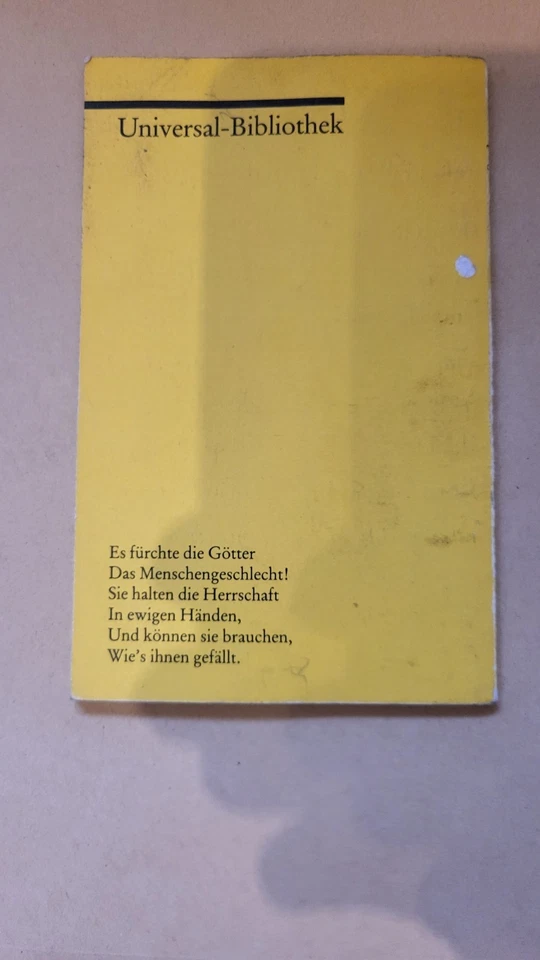 Universal-Bibliothek
Es fürchte die Götter
Das Menschengeschlecht!
Sie halten die Herrschaft
In ewigen Händen,
Und können sie brauchen,
Wie's ihnen gefällt.